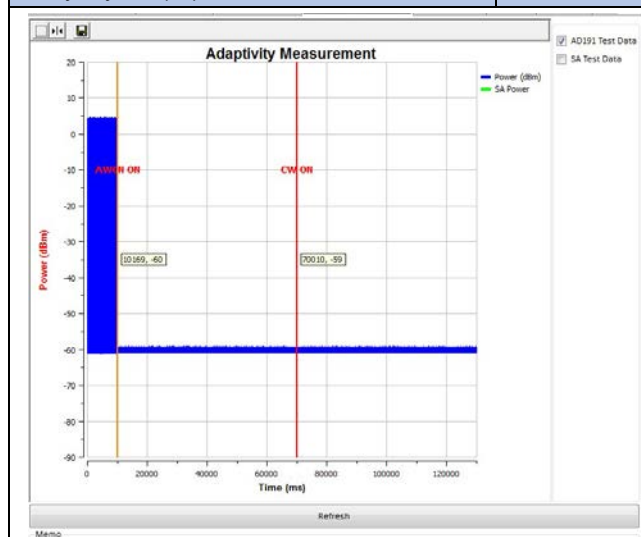 Adaptivity Measurement
AD191 Test Data
SA Test Data
Power (dBm)
SA Power
20
10
0
-10
-20
-30
-40
-50
-60
-70
-80
-90
Power (dBm)
AWGN ON
CW ON
10169, -60
70010, -59
0
20000
40000
60000
80000
100000
120000
Time (ms)
Refresh
Memo